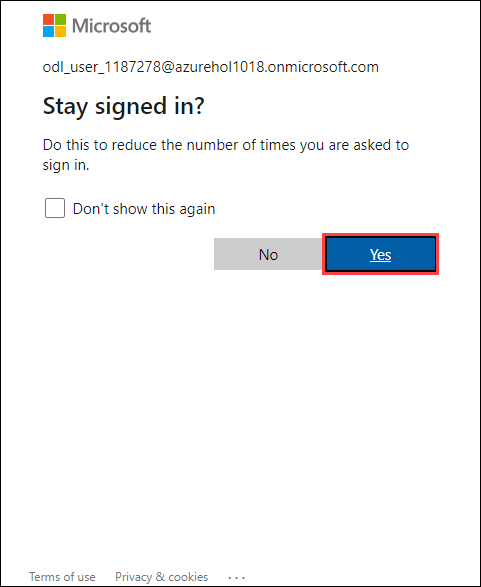 Microsoft
odl_user_1187278@azurehol1018.onmicrosoft.com
Stay signed in?
Do this to reduce the number of times you are asked to
sign in.
Don't show this again
No
Yes
Terms of use
Privacy & cookies
...